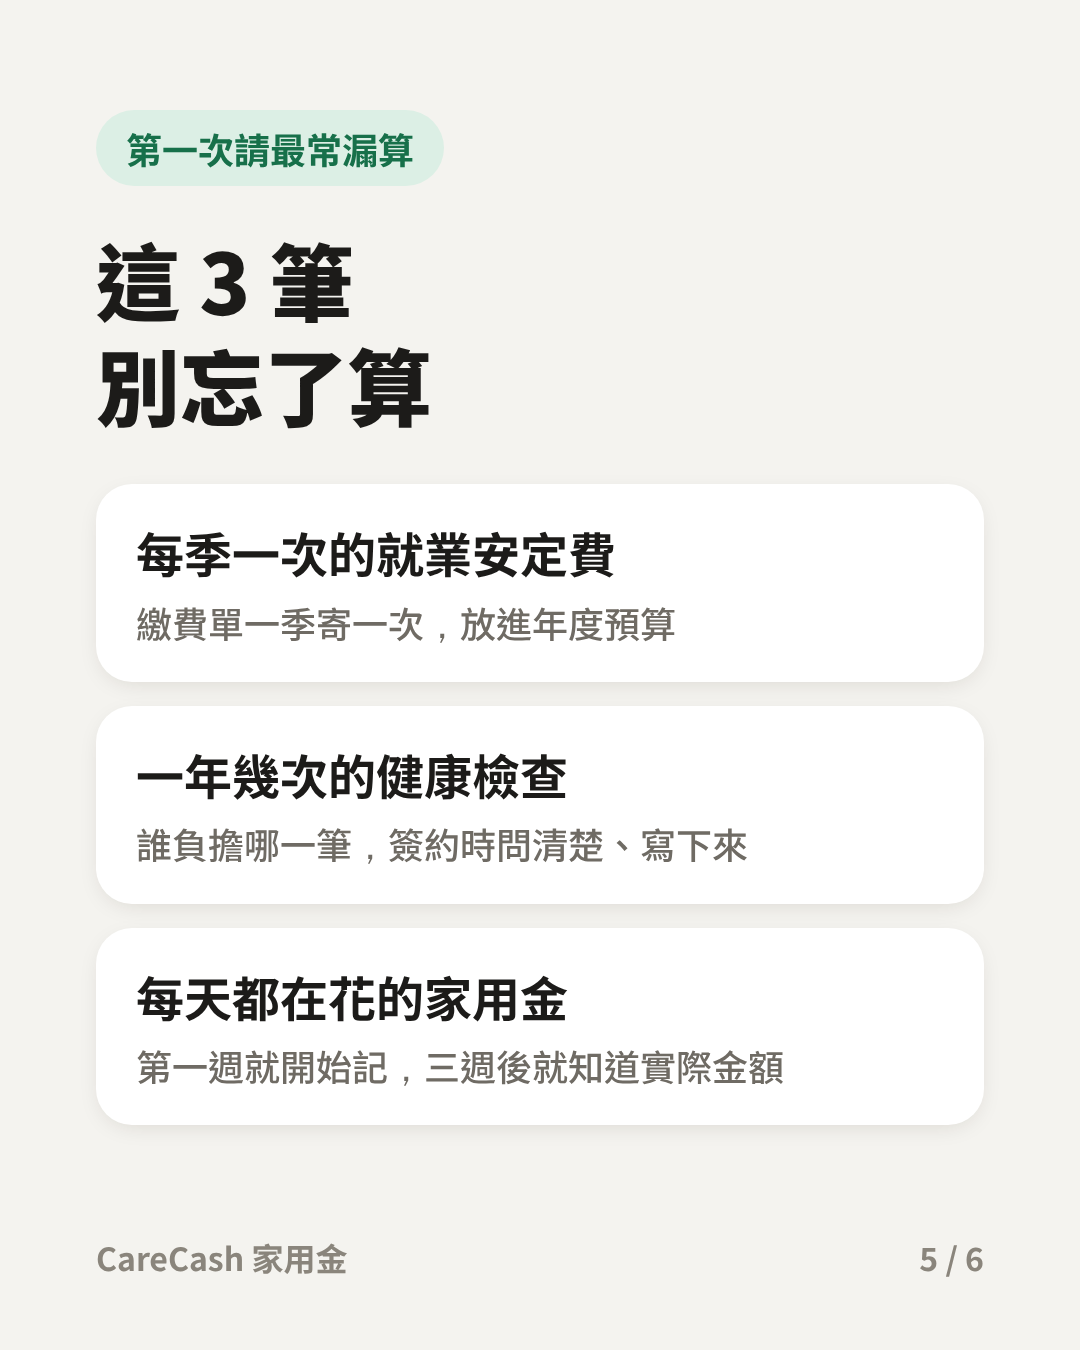 第一次請最常漏算
這 3 筆
別忘了算
每季一次的就業安定費
繳費單一季寄一次，放進年度預算
一年幾次的健康檢查
誰負擔哪一筆，簽約時問清楚、寫下來
每天都在花的家用金
第一週就開始記，三週後就知道實際金額
CareCash 家用金
5 / 6